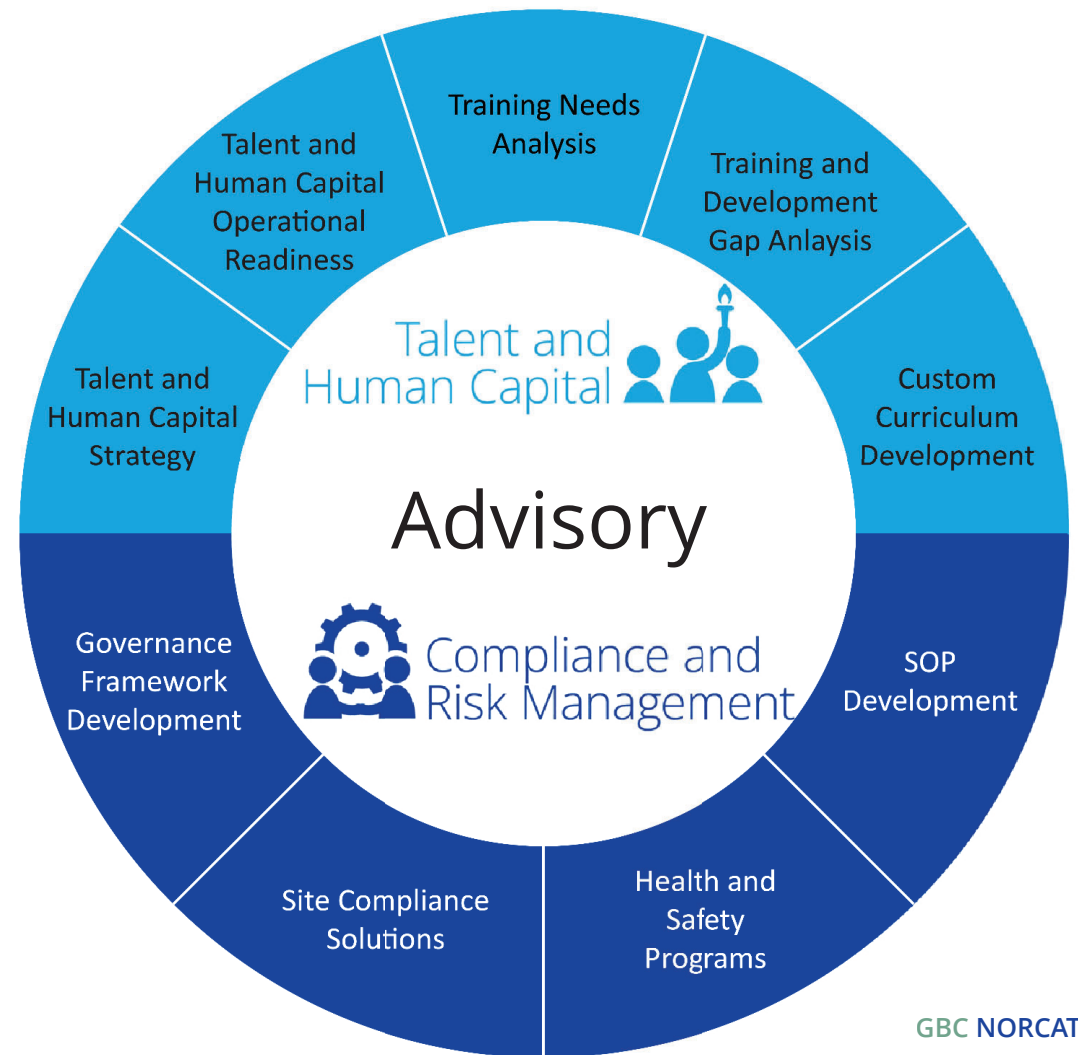 Training Needs
Analysis
Talent and
Human Capital
Operational
Readiness
Training and
Development
Gap Anlaysis
Talent and
Human Capital
Strategy
Talent and
Human Capital
Custom
Curriculum
Development
Advisory
Governance
Framework
Development
Compliance and
Risk Management
SOP
Development
Site Compliance
Solutions
Health and
Safety
Programs
GBC NORCAT